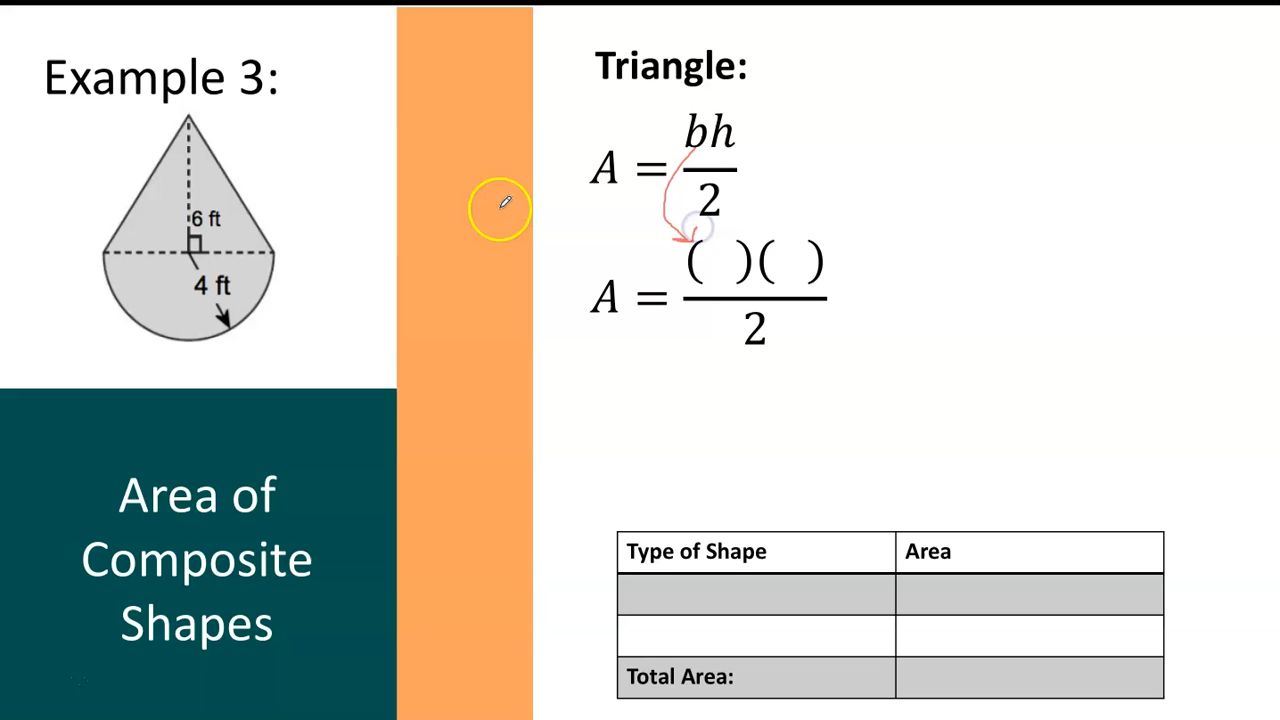 Example 3:
6 ft
4 ft
Area of
Composite
Shapes
Triangle:
A = bh/2
A = ( )( )/2
Type of Shape Area
Total Area: